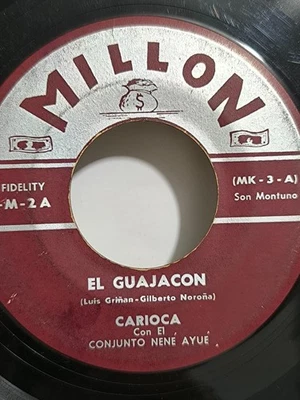 MILLON
$
FIDELITY
-M-2A
(MK-3-A)
Son Montuno
EL GUAJACON
(Luis Griñan-Gilberto Noroña)
CARIOCA
Con El
CONJUNTO NENE AYUE